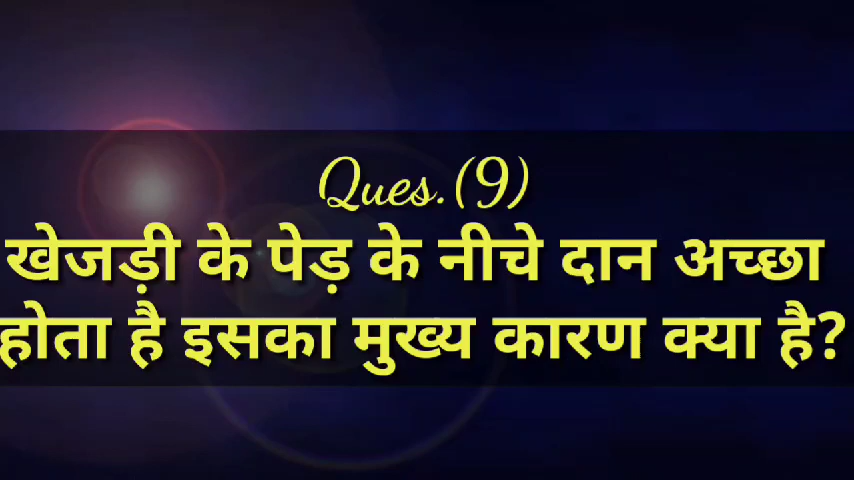 Ques.(9)
खेजड़ी के पेड़ के नीचे दान अच्छा
होता है इसका मुख्य कारण क्या है?